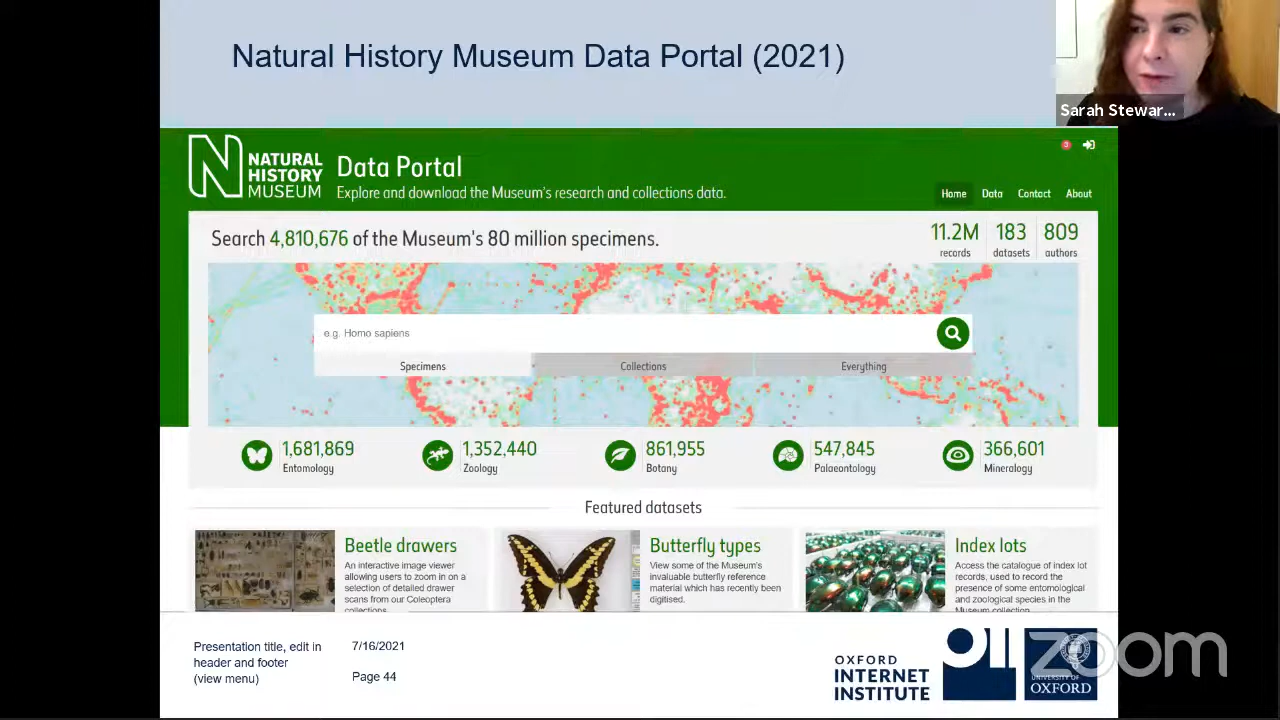 Natural History Museum Data Portal (2021)
Sarah Stewar...
NATURAL
HISTORY
MUSEUM
Data Portal
Explore and download the Museum's research and collections data.
3
Home Data Contact About
Search 4,810,676 of the Museum's 80 million specimens.
11.2M 183 809
records datasets authors
e.g. Homo sapiens
Specimens Collections Everything
1,681,869 1,352,440 861,955 547,845 366,601
Entomology Zoology Botany Palaeontology Mineralogy
Featured datasets
Beetle drawers
An interactive image viewer
allowing users to zoom in on a
selection of detailed drawer
scans from our Coleoptera
collections.
Butterfly types
View some of the Museum's
invaluable butterfly reference
material which has recently been
digitised.
Index lots
Access the catalogue of index lot
records, used to record the
presence of some entomological
and zoological species in the
Museum collection.
Presentation title, edit in
header and footer
(view menu)
7/16/2021
Page 44
OXFORD
INTERNET
INSTITUTE
oii
UNIVERSITY OF
OXFORD
zoom